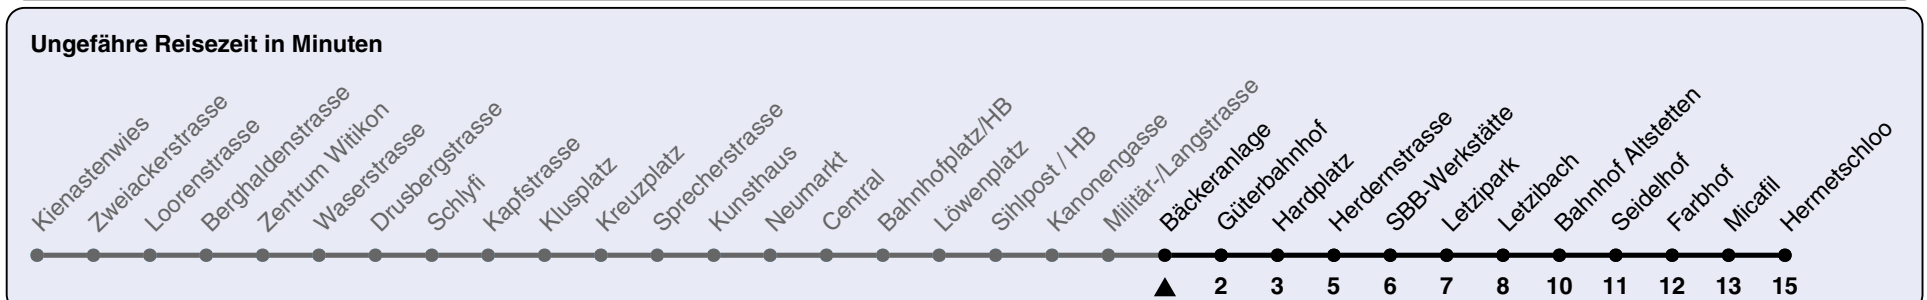 Ungefähre Reisezeit in Minuten
Kienastenwies
Zweiackerstrasse
Loorenstrasse
Berghaldenstrasse
Zentrum Witikon
Waserstrasse
Drusbergstrasse
Schlyfi
Kapfstrasse
Klusplatz
Kreuzplatz
Sprecherstrasse
Kunsthaus
Neumarkt
Central
Bahnhofplatz/HB
Löwenplatz
Sihlpost / HB
Kanonengasse
Militär-/Langstrasse
Bäckeranlage
Güterbahnhof
Hardplatz
Herdernstrasse
SBB-Werkstätte
Letzipark
Letzibach
Bahnhof Altstetten
Seidelhof
Farbhof
Micafil
Hermetschloo
2 3 5 6 7 8 10 11 12 13 15